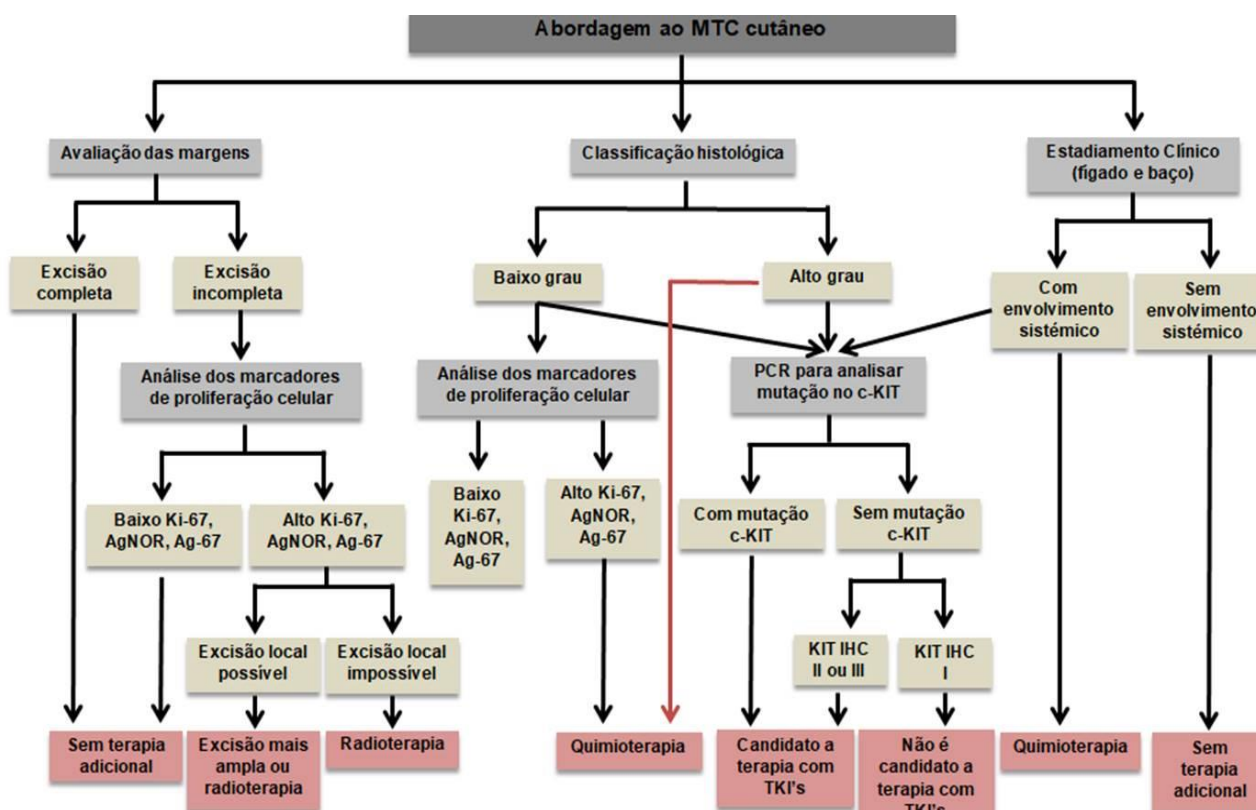 Abordagem ao MTC cutâneo
Avaliação das margens
Classificação histológica
Estadiamento Clínico
(fígado e baço)
Excisão
completa
Excisão
incompleta
Baixo grau
Alto grau
Com
envolvimento
sistémico
Sem
envolvimento
sistémico
Análise dos marcadores
de proliferação celular
Análise dos marcadores
de proliferação celular
PCR para analisar
mutação no c-KIT
Baixo Ki-67,
AgNOR, Ag-67
Alto Ki-67,
AgNOR, Ag-67
Baixo
Ki-67,
AgNOR,
Ag-67
Alto Ki-67,
AgNOR,
Ag-67
Com mutação
c-KIT
Sem mutação
c-KIT
Excisão local
possível
Excisão local
impossível
KIT IHC
II ou III
KIT IHC
I
Sem terapia
adicional
Excisão mais
ampla ou
radioterapia
Radioterapia
Quimioterapia
Candidato a
terapia com
TKI's
Não é
candidato a
terapia com
TKI's
Quimioterapia
Sem
terapia
adicional